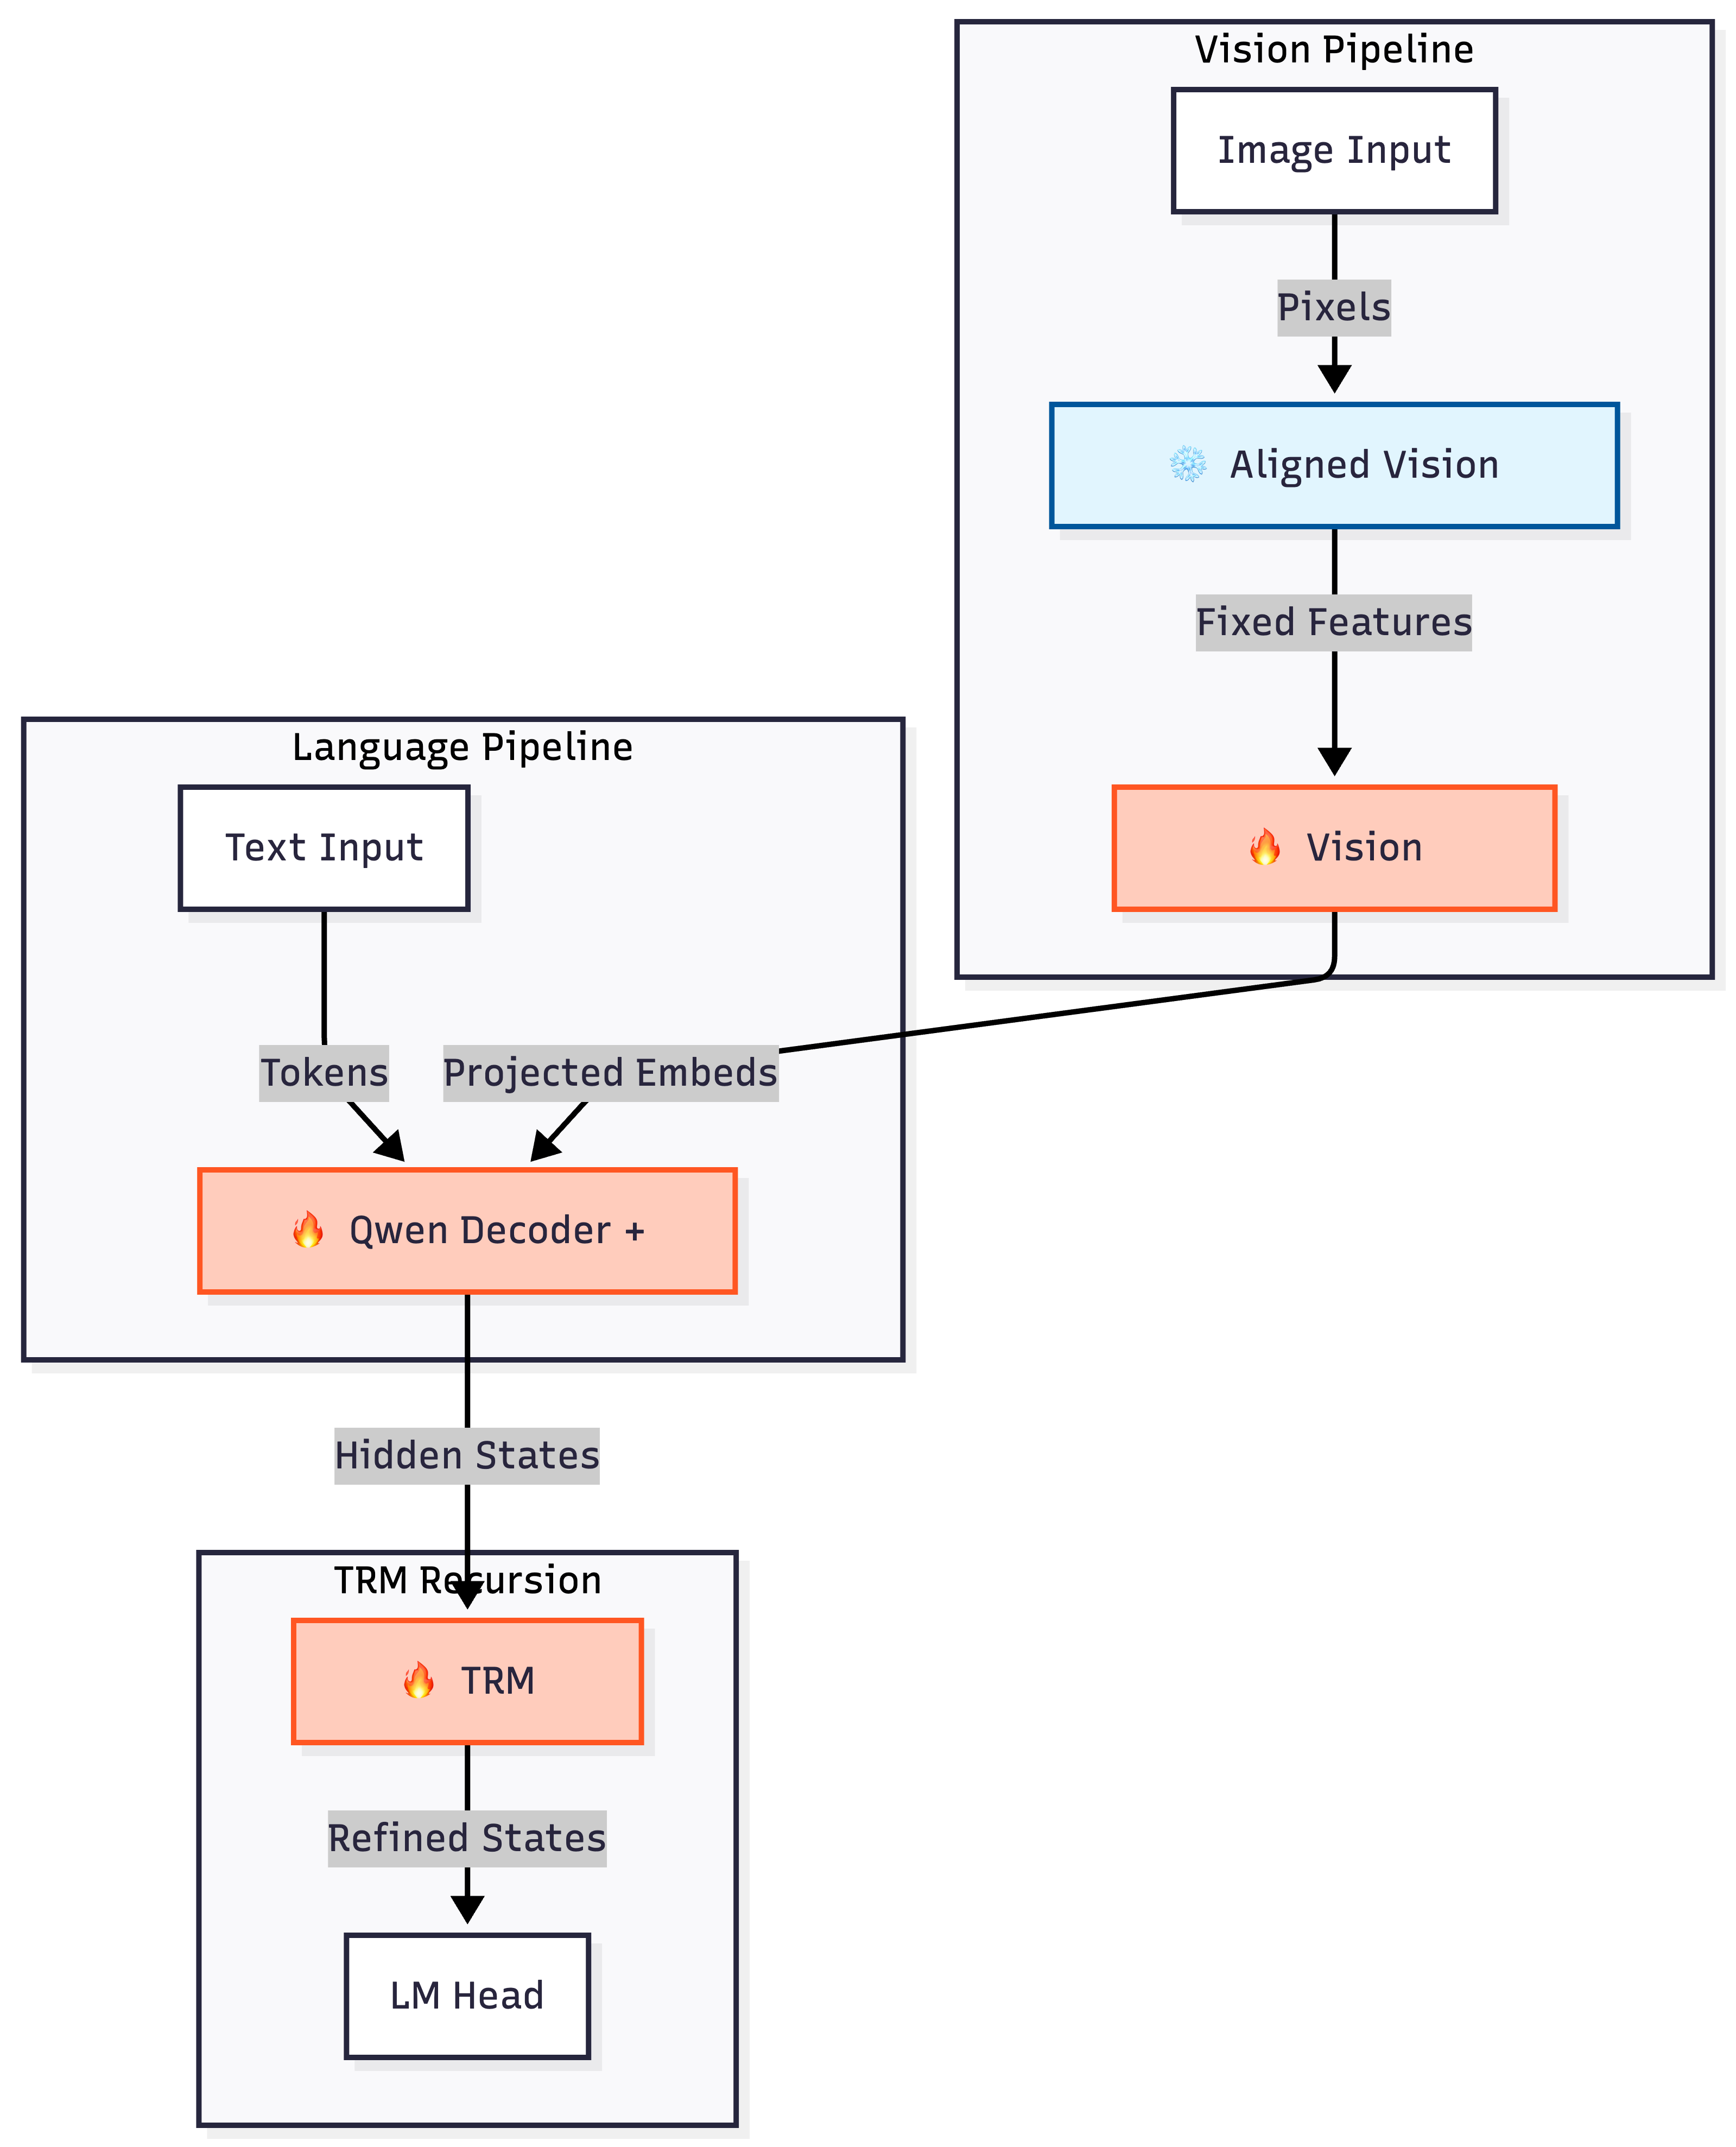 Vision Pipeline
Image Input
Pixels
❄️ Aligned Vision
Fixed Features
🔥 Vision
Language Pipeline
Text Input
Tokens
Projected Embeds
🔥 Qwen Decoder +
Hidden States
TRM Recursion
🔥 TRM
Refined States
LM Head